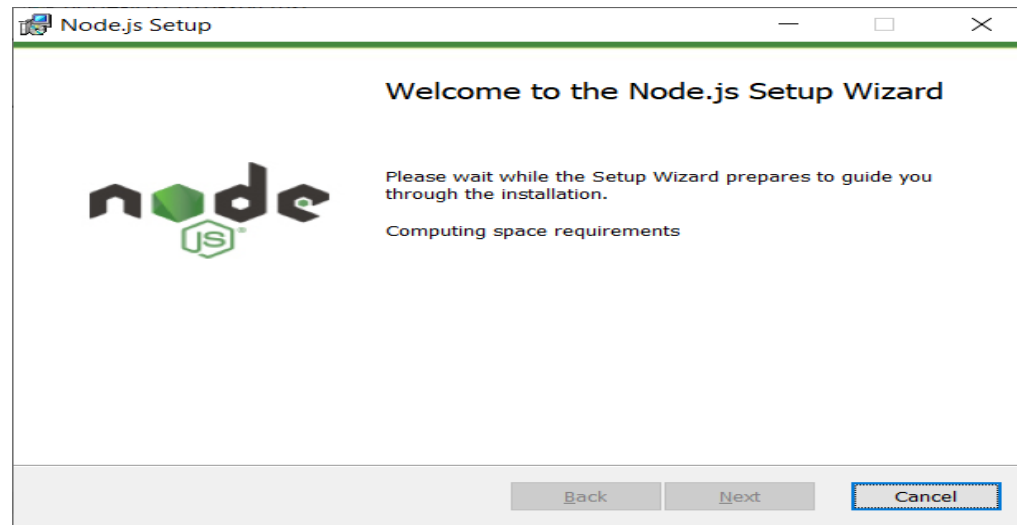 Node.js Setup
Welcome to the Node.js Setup Wizard
Please wait while the Setup Wizard prepares to guide you
through the installation.
Computing space requirements
node
JS
Back
Next
Cancel